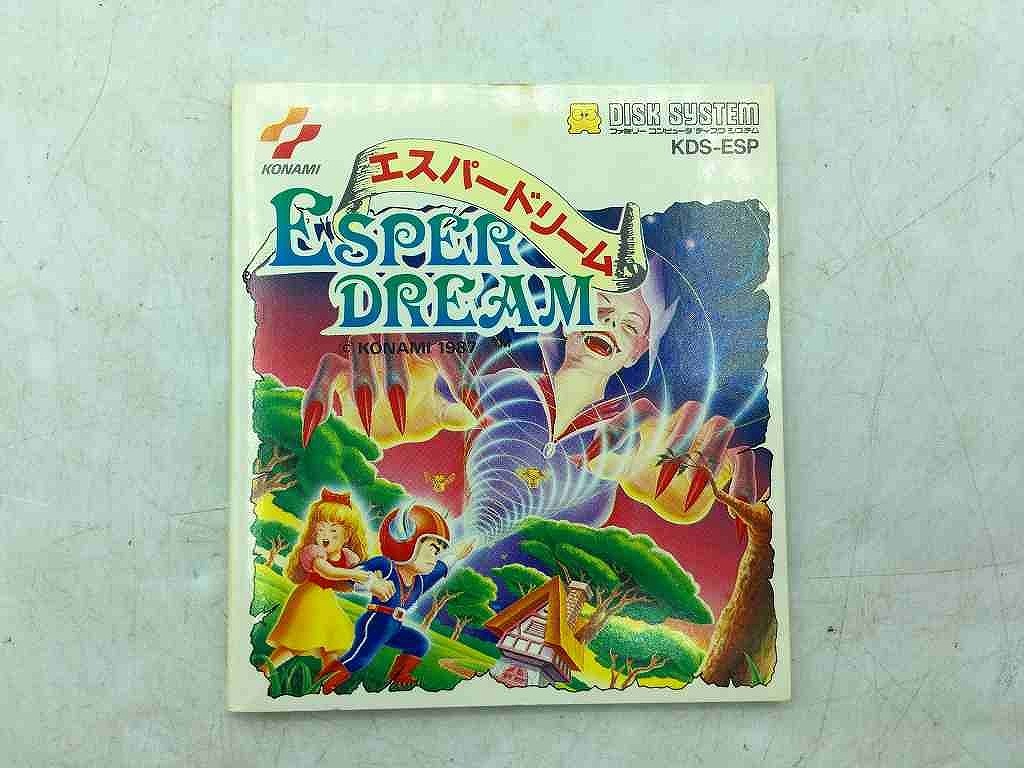 KONAMI
DISK SYSTEM
ファミリー コンピュータ ディスク システム
KDS-ESP
エスパードリーム
ESPER
DREAM
© KONAMI 1987